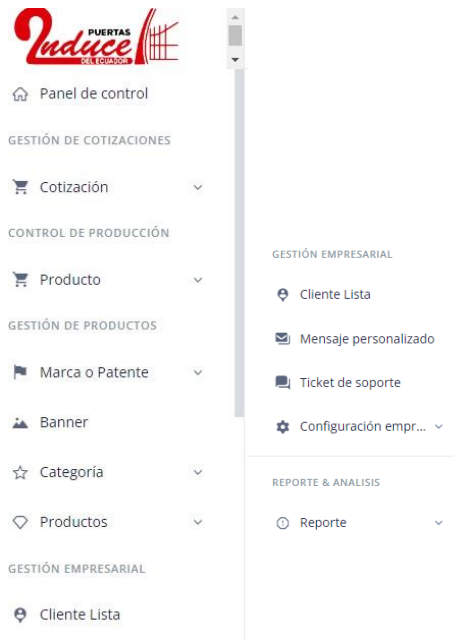 PUERTAS
Induce
DEL ECUADOR
Panel de control
GESTIÓN DE COTIZACIONES
Cotización
CONTROL DE PRODUCCIÓN
Producto
GESTIÓN DE PRODUCTOS
Marca o Patente
Banner
Categoría
Productos
GESTIÓN EMPRESARIAL
Cliente Lista
GESTIÓN EMPRESARIAL
Cliente Lista
Mensaje personalizado
Ticket de soporte
Configuración empr...
REPORTE & ANALISIS
Reporte